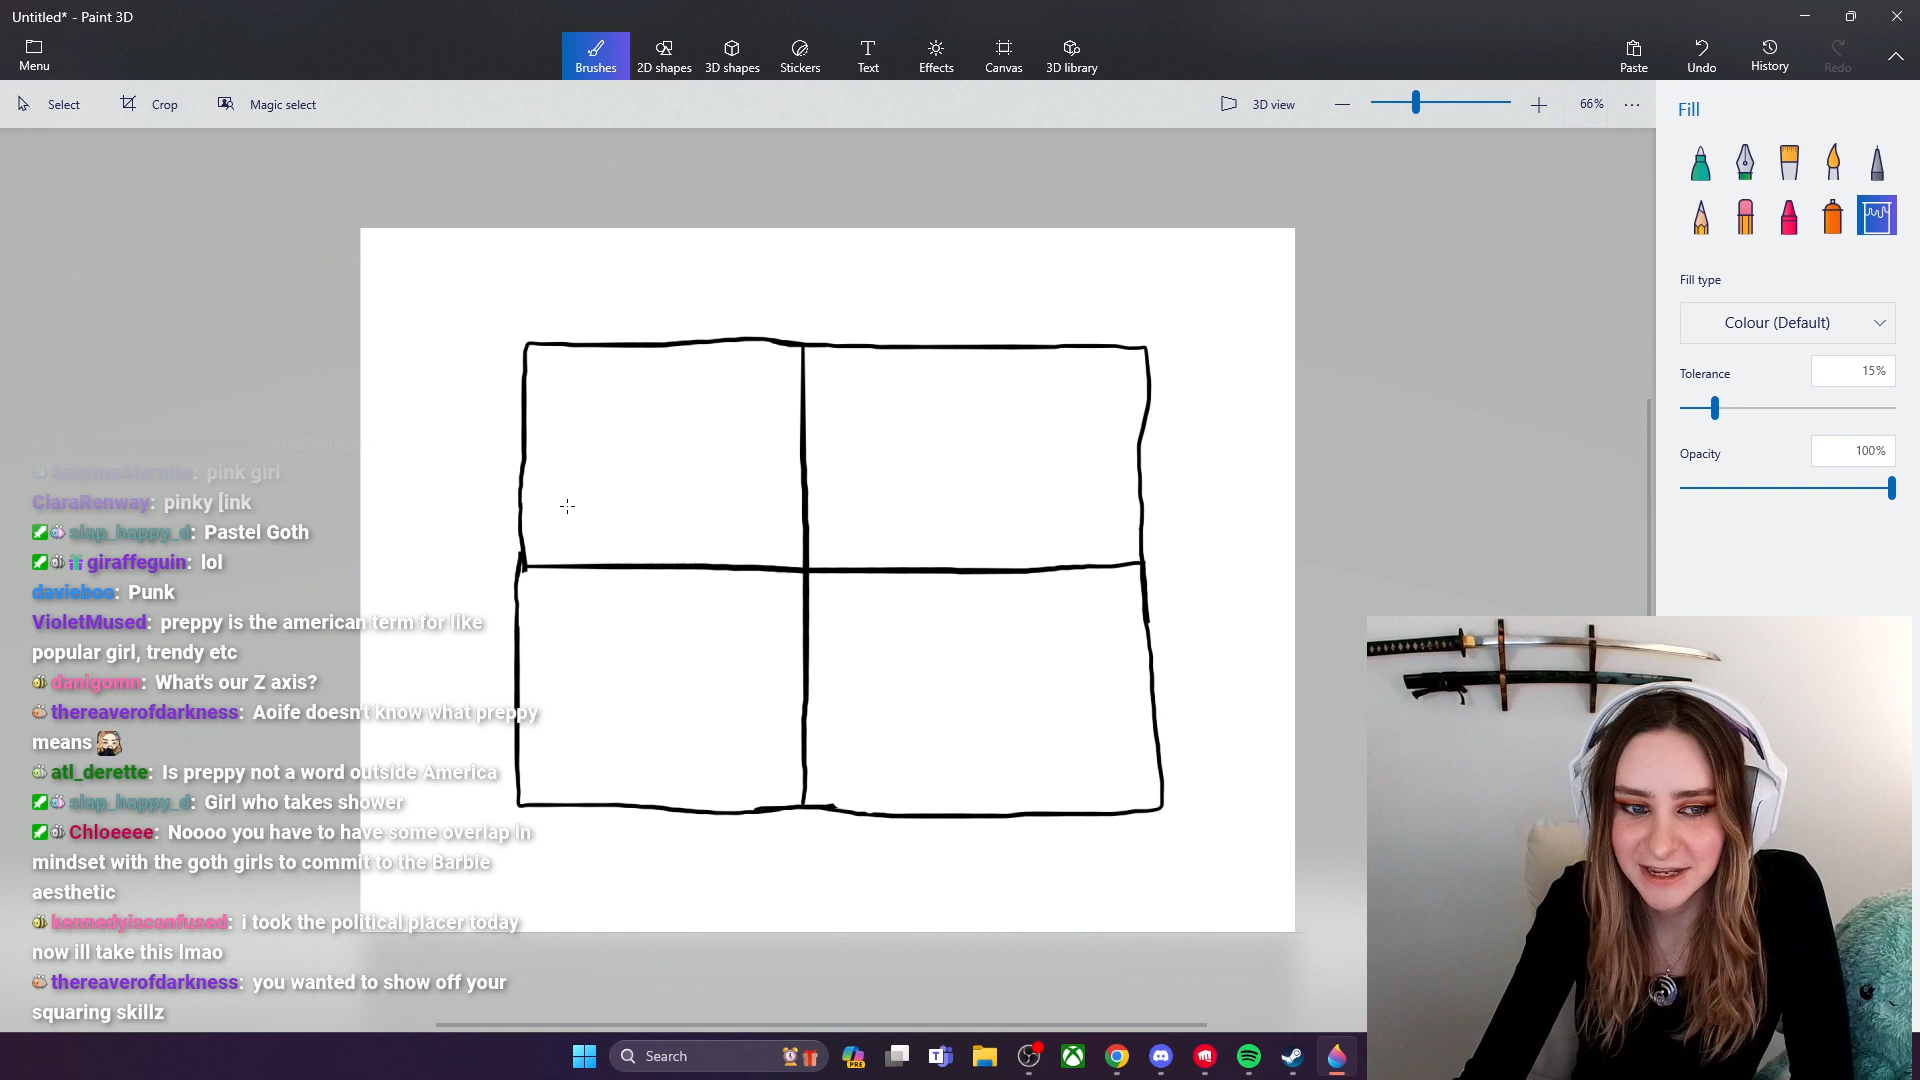 Untitled* - Paint 3D
Menu
Brushes 2D shapes 3D shapes Stickers Text Effects Canvas 3D library
Paste Undo History Redo
Select Crop Magic select
3D view 66%
Fill
Fill type
Colour (Default)
Tolerance 15%
Opacity 100%
SabrinaStarnite: pink girl
ClaraRenway: pinky [ink
slap_happy_d: Pastel Goth
giraffeguin: lol
davieboo: Punk
VioletMused: preppy is the american term for like
popular girl, trendy etc
danigomn: What's our Z axis?
thereaverofdarkness: Aoife doesn't know what preppy
means
atl_derette: Is preppy not a word outside America
slap_happy_d: Girl who takes shower
Chloeeee: Noooo you have to have some overlap in
mindset with the goth girls to commit to the Barbie
aesthetic
kennedyisconfused: i took the political placer today
now ill take this lmao
thereaverofdarkness: you wanted to show off your
squaring skillz
Search
PRE